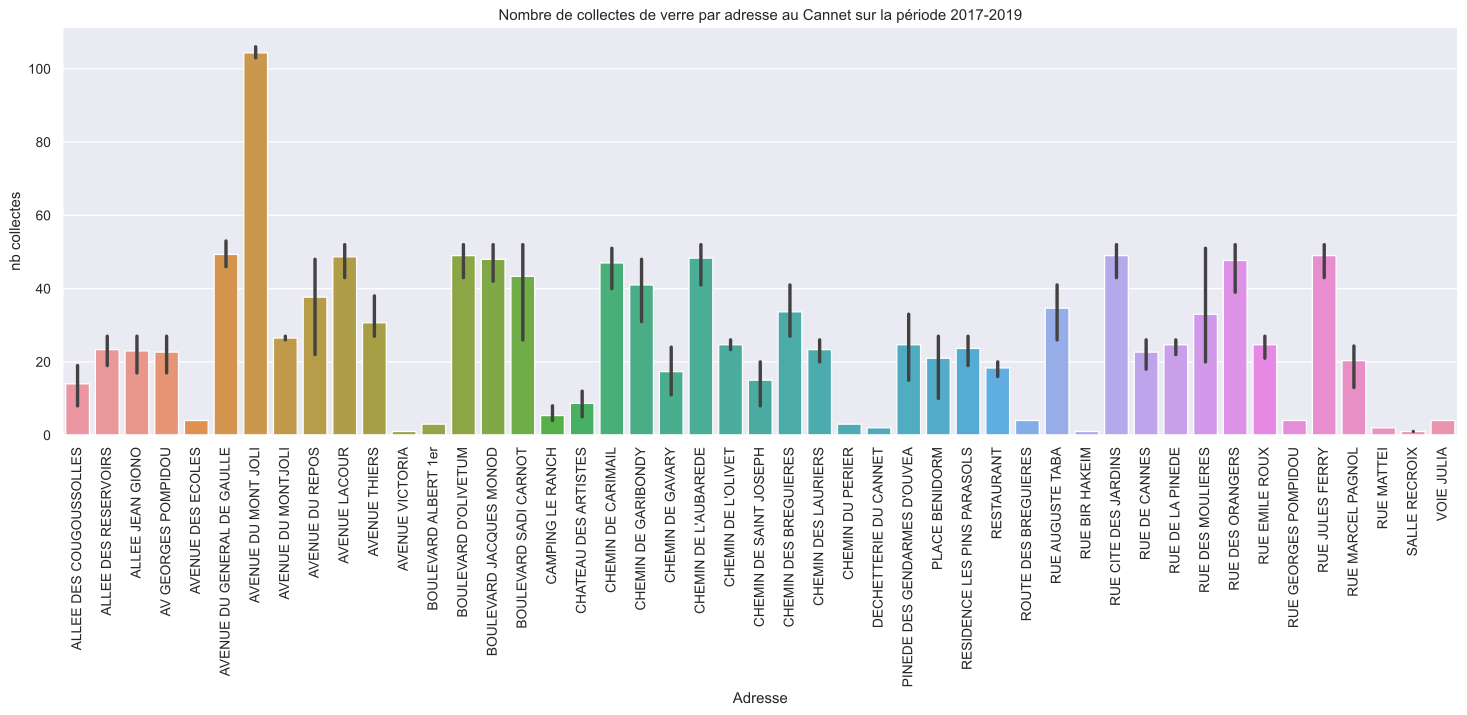 Nombre de collectes de verre par adresse au Cannet sur la période 2017-2019
nb collectes
100
80
60
40
20
0
ALLEE DES COUGOUSSOLLES
ALLEE DES RESERVOIRS
ALLEE JEAN GIONO
AV GEORGES POMPIDOU
AVENUE DES ECOLES
AVENUE DU GENERAL DE GAULLE
AVENUE DU MONT JOLI
AVENUE DU MONTJOLI
AVENUE DU REPOS
AVENUE LACOUR
AVENUE THIERS
AVENUE VICTORIA
BOULEVARD ALBERT 1er
BOULEVARD D'OLIVETUM
BOULEVARD JACQUES MONOD
BOULEVARD SADI CARNOT
CAMPING LE RANCH
CHATEAU DES ARTISTES
CHEMIN DE CARIMAIL
CHEMIN DE GARIBONDY
CHEMIN DE GAVARY
CHEMIN DE L'AUBAREDE
CHEMIN DE L'OLIVET
CHEMIN DE SAINT JOSEPH
CHEMIN DES BREGUIERES
CHEMIN DES LAURIERS
CHEMIN DU PERIER
DECHETTERIE DU CANNET
PINEDE DES GENDARMES D'OUVEA
PLACE BENIDORM
RESIDENCE LES PINS PARASOLS
RESTAURANT
ROUTE DES BREGUIERES
RUE AUGUSTE TABA
RUE BIR HAKEIM
RUE CITE DES JARDINS
RUE DE CANNES
RUE DE LA PINEDE
RUE DES MOULIERES
RUE DES ORANGERS
RUE EMILE ROUX
RUE GEORGES POMPIDOU
RUE JULES FERRY
RUE MARCEL PAGNOL
RUE MATTEI
SALLE RECROIX
VOIE JULIA
Adresse